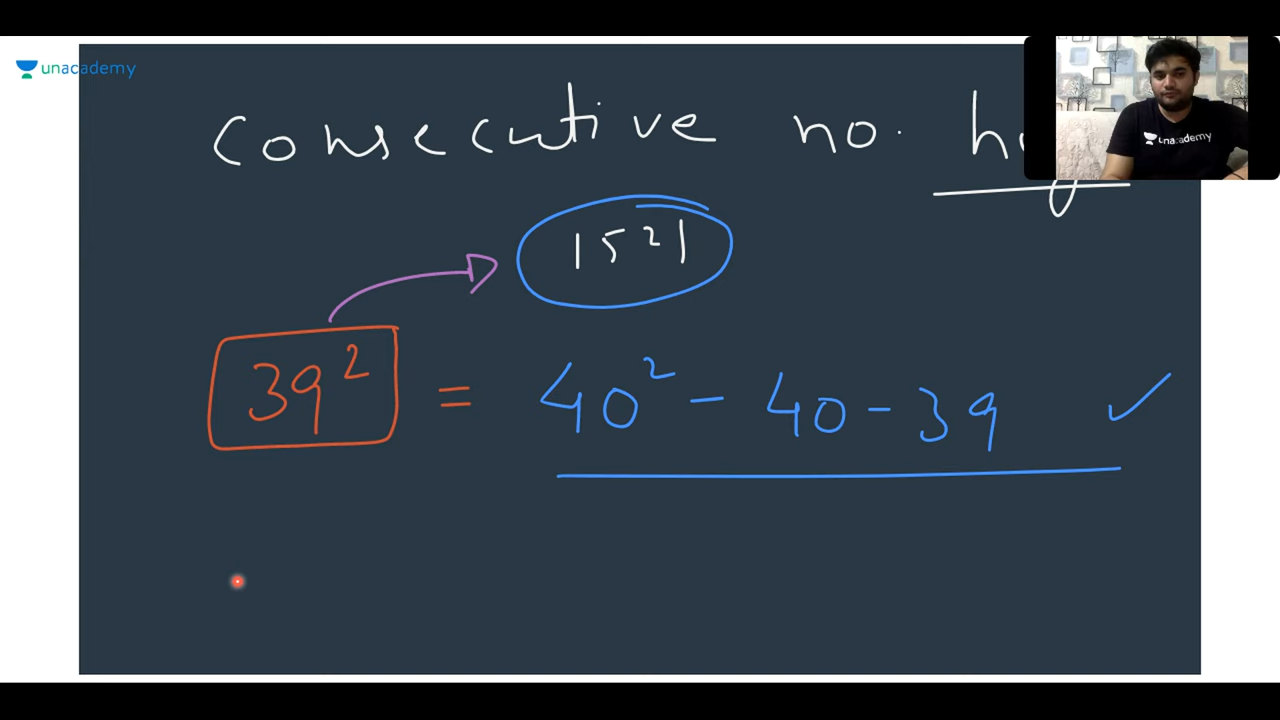 unacademy
consecutive no.
unacademy
1521
39² = 40² - 40 - 39 ✓